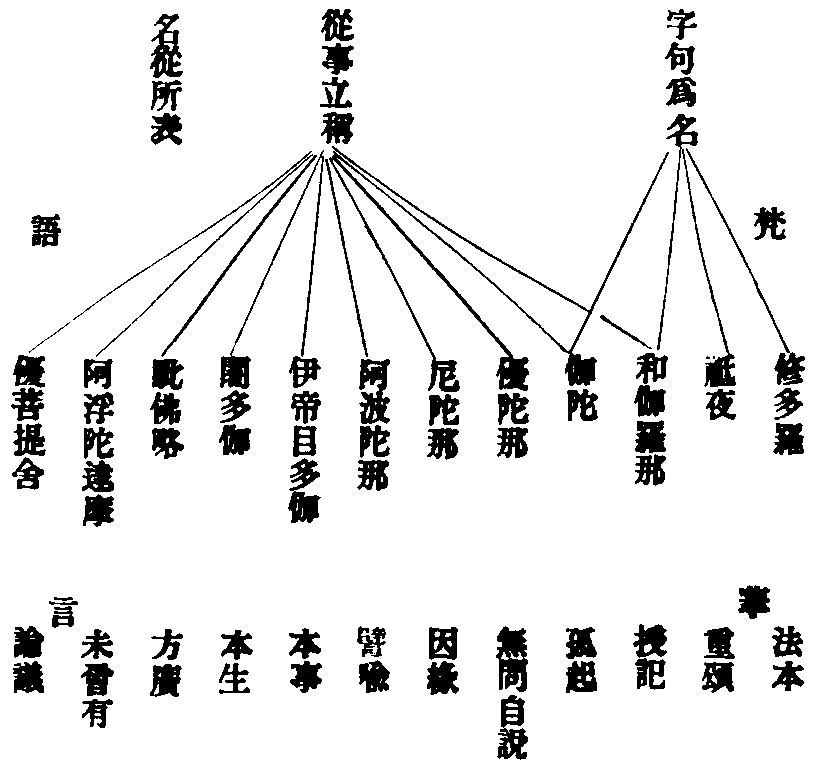 字句為名
從事立稱
名從所表
梵
語
修多羅
祗夜
和伽羅那
伽陀
優陀那
尼陀那
阿波陀那
伊帝目多伽
闍多伽
毗佛略
阿浮陀達摩
優菩提舍
華
言
法本
重頌
授記
孤起
無問自說
因緣
譬喻
本事
本生
方廣
未曾有
論議